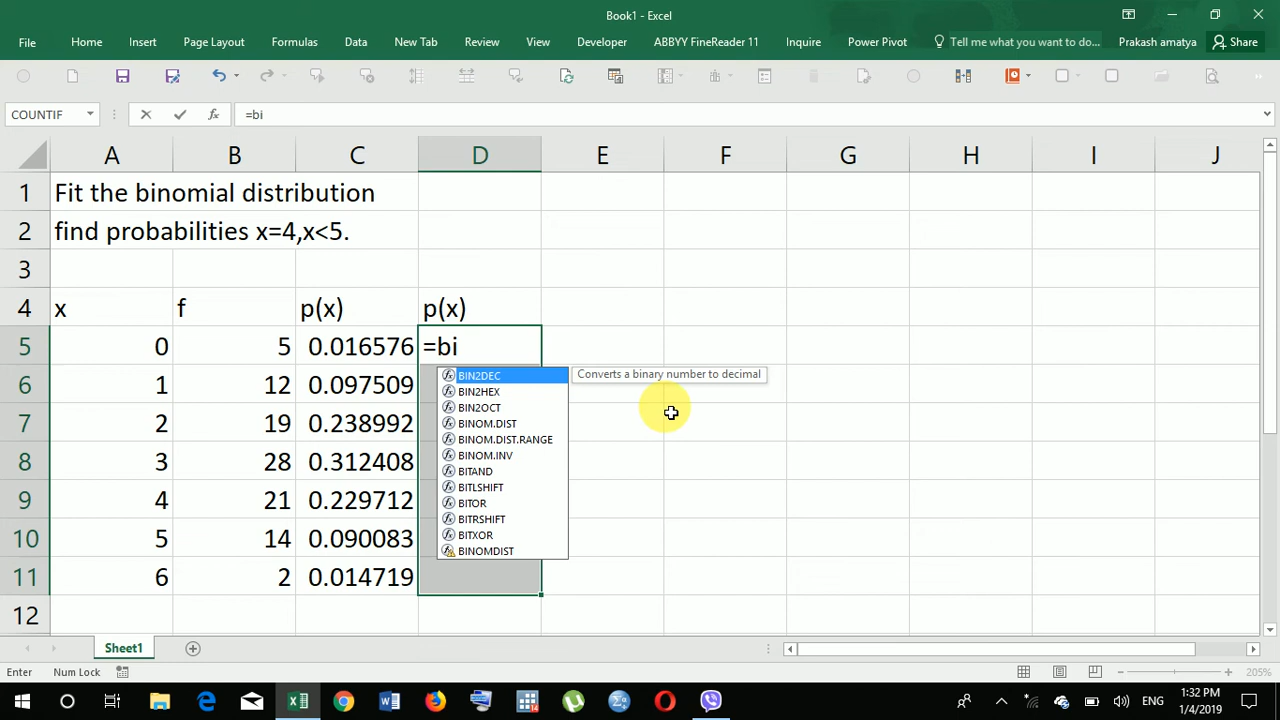 Book1 - Excel
File Home Insert Page Layout Formulas Data New Tab Review View Developer ABBYY FineReader 11 Inquire Power Pivot Tell me what you want to do... Prakash amatya Share
COUNTIF =bi
A B C D E F G H I J
1 Fit the binomial distribution
2 find probabilities x=4,x<5.
3
4 x f p(x) p(x)
5 0 5 0.016576 =bi
BIN2DEC Converts a binary number to decimal
6 1 12 0.097509
BIN2HEX
BIN2OCT
7 2 19 0.238992
BINOM.DIST
BINOM.DIST.RANGE
8 3 28 0.312408
BINOM.INV
BITAND
BITLSHIFT
9 4 21 0.229712
BITOR
BITRSHIFT
10 5 14 0.090083
BITXOR
BINOMDIST
11 6 2 0.014719
12
Sheet1
Enter Num Lock 205%
ENG 1:32 PM
1/4/2019